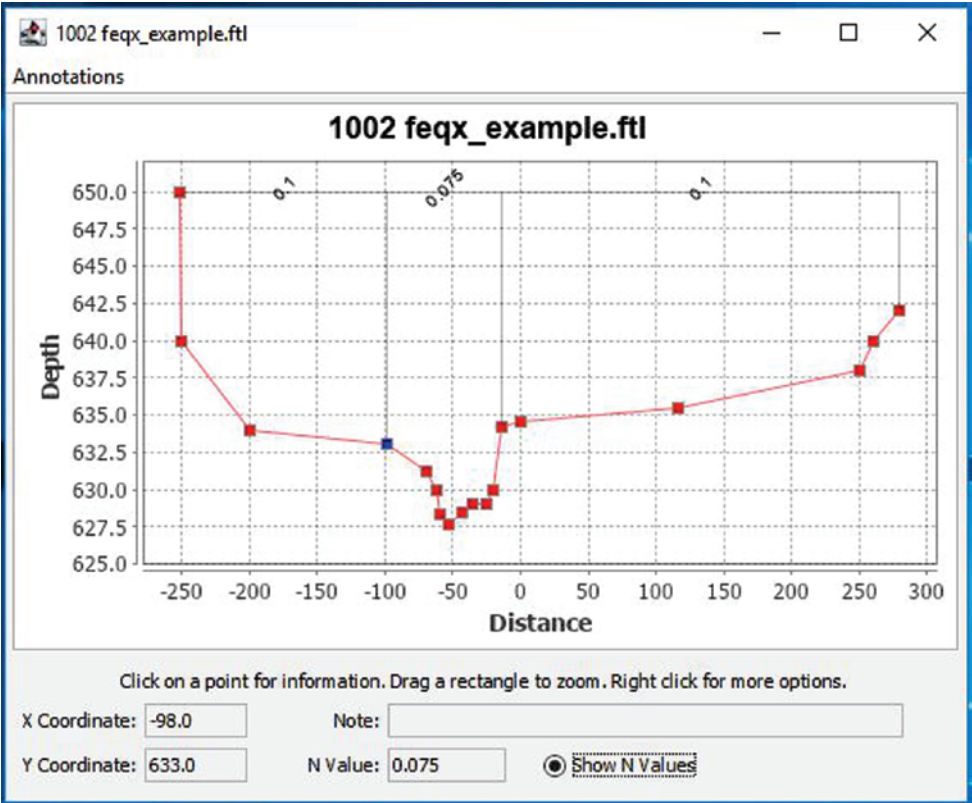 1002 feqx_example.ftl
Annotations
1002 feqx_example.ftl
0.1 0.075 0.1
650.0
647.5
645.0
642.5
640.0
637.5
635.0
632.5
630.0
627.5
625.0
Depth
-250 -200 -150 -100 -50 0 50 100 150 200 250 300
Distance
Click on a point for information. Drag a rectangle to zoom. Right click for more options.
X Coordinate: -98.0 Note:
Y Coordinate: 633.0 N Value: 0.075 Show N Values